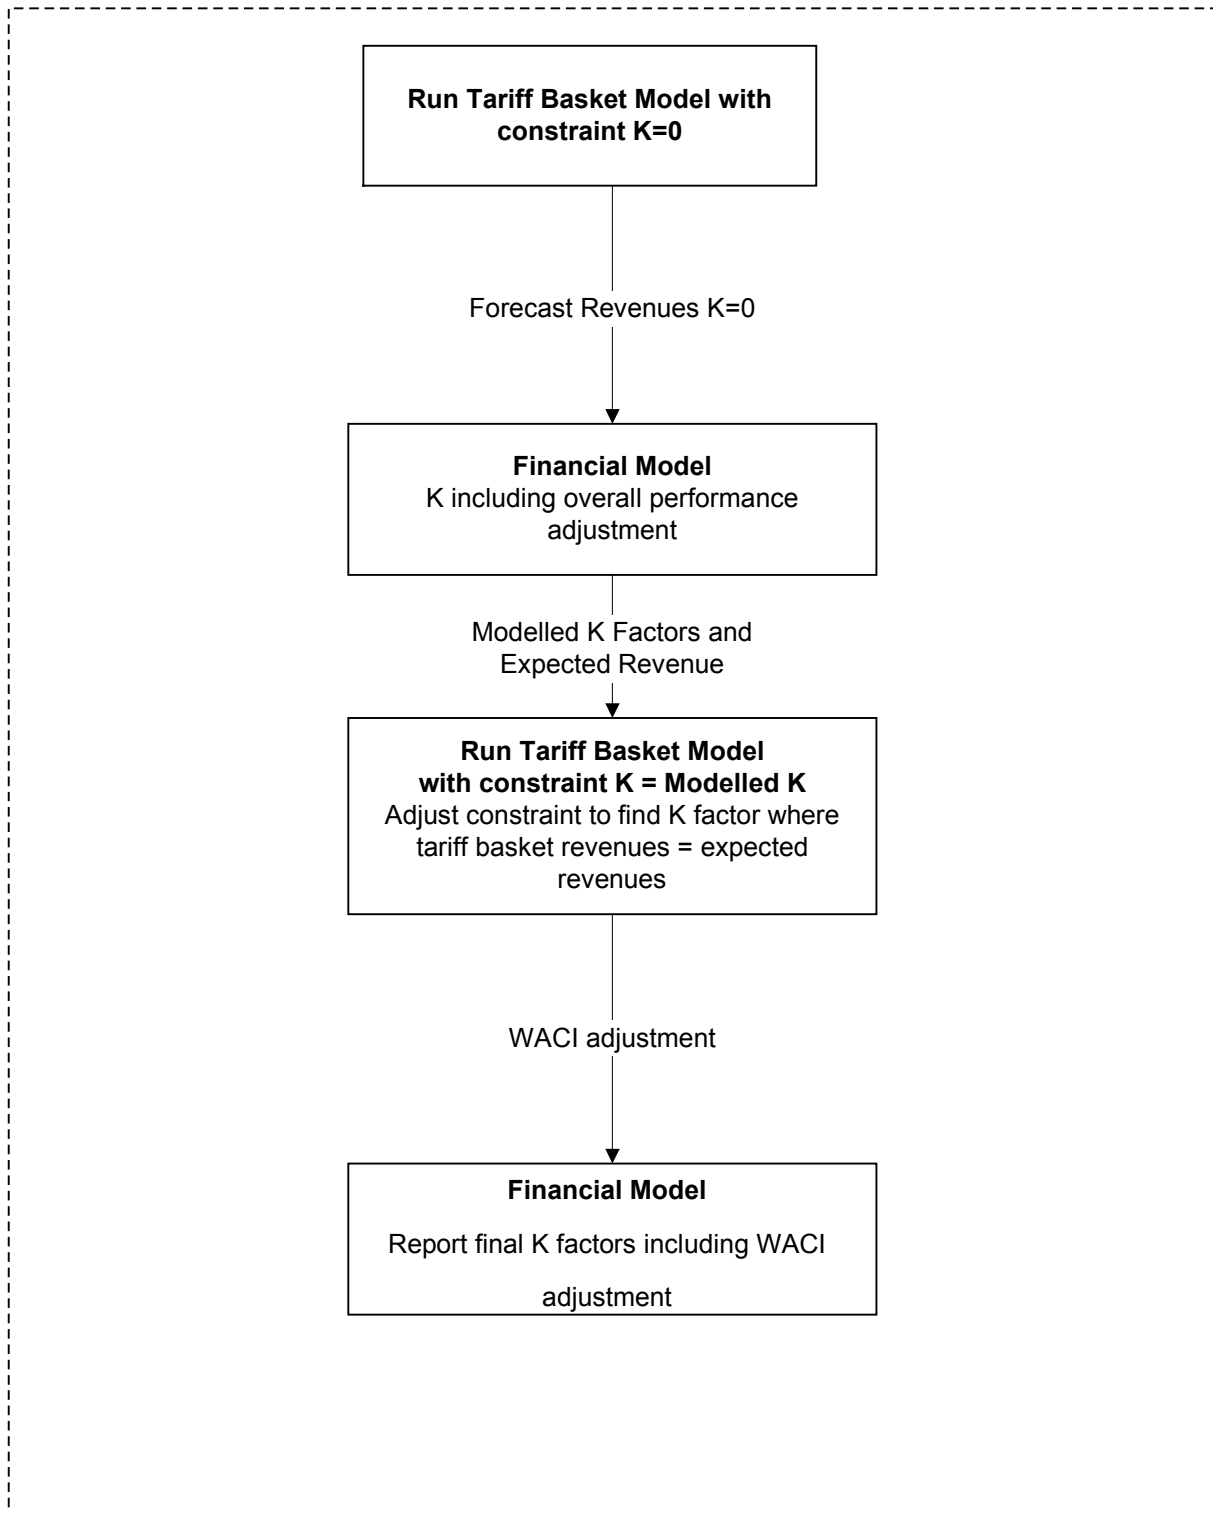 Run Tariff Basket Model with
constraint K=0
Forecast Revenues K=0
Financial Model
K including overall performance
adjustment
Modelled K Factors and
Expected Revenue
Run Tariff Basket Model
with constraint K = Modelled K
Adjust constraint to find K factor where
tariff basket revenues = expected
revenues
WACI adjustment
Financial Model
Report final K factors including WACI
adjustment